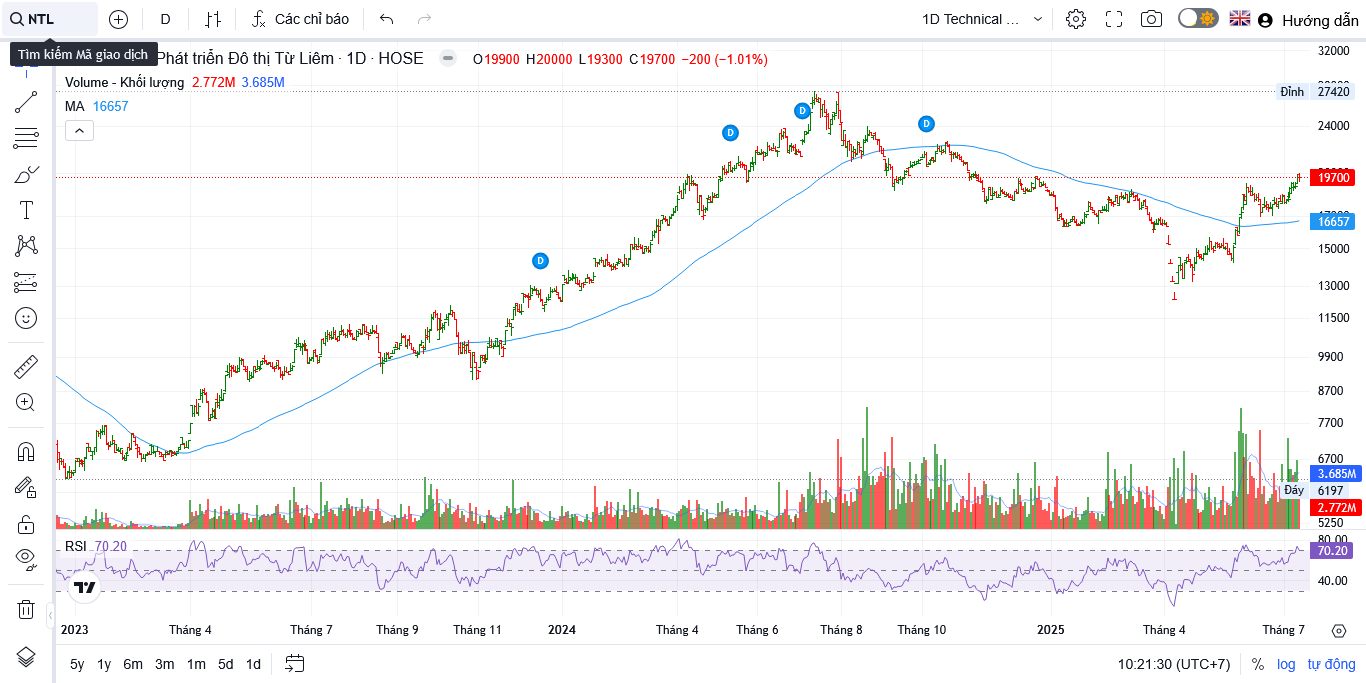 NTL
D
Các chỉ báo
1D Technical ...
Hướng dẫn
Tìm kiếm Mã giao dịch
Phát triển Đô thị Từ Liêm · 1D · HOSE
O19900 H20000 L19300 C19700 −200 (−1.01%)
Volume - Khối lượng 2.772M 3.685M
MA 16657
32000
Đỉnh 27420
24000
19700
16657
15000
13000
11500
9900
8700
7700
6700
3.685M
Đáy 6197
2.772M
5250
D
D
D
D
RSI 70.20
80.00
70.20
40.00
2023 Tháng 4 Tháng 7 Tháng 9 Tháng 11 2024 Tháng 4 Tháng 6 Tháng 8 Tháng 10 2025 Tháng 4 Tháng 7
5y 1y 6m 3m 1m 5d 1d
10:21:30 (UTC+7) % log tự động